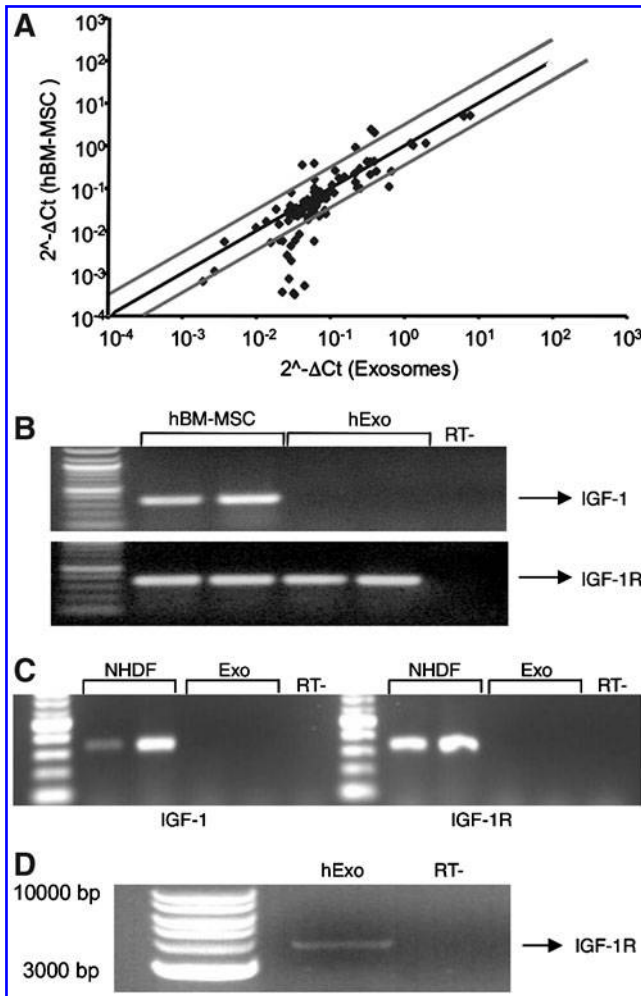 A
2^-ΔCt (hBM-MSC )
10³
10²
10¹
10⁰
10⁻¹
10⁻²
10⁻³
10⁻⁴
10⁻⁴ 10⁻³ 10⁻² 10⁻¹ 10⁰ 10¹ 10² 10³
2^-ΔCt (Exosomes)
B
hBM-MSC hExo RT-
IGF-1
IGF-1R
C
NHDF Exo RT- NHDF Exo RT-
IGF-1 IGF-1R
D
hExo RT-
10000 bp
IGF-1R
3000 bp